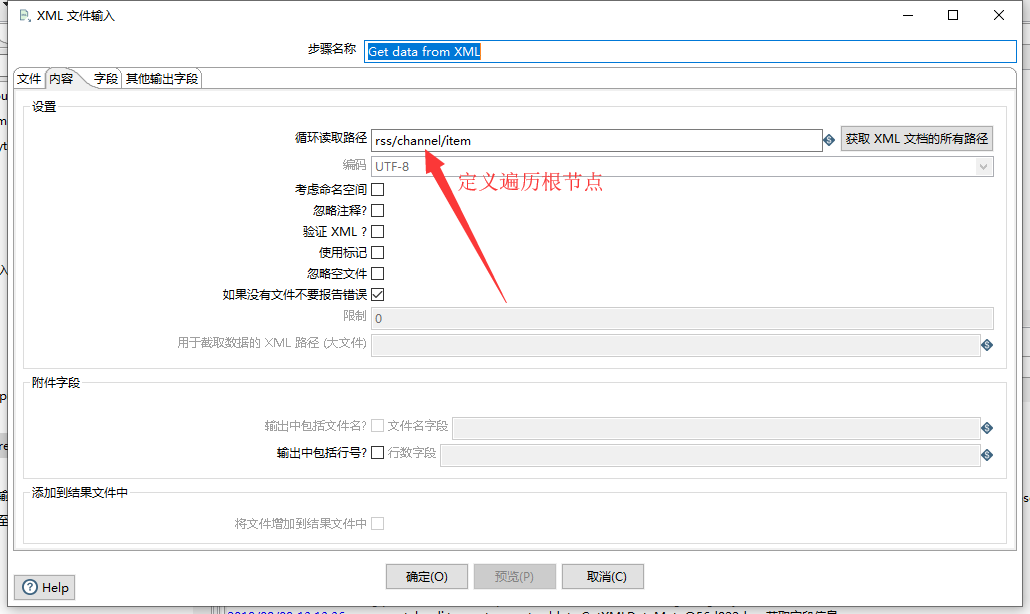 XML 文件输入
步骤名称 Get data from XML
文件 内容 字段 其他输出字段
设置
循环读取路径 rss/channel/item 获取 XML 文档的所有路径
编码 UTF-8
定义遍历根节点
考虑命名空间
忽略注释?
验证 XML ?
使用标记
忽略空文件
如果没有文件不要报告错误
限制 0
用于截取数据的 XML 路径 (大文件)
附件字段
输出中包括文件名? 文件名字段
输出中包括行号? 行数字段
添加到结果文件中
将文件增加到结果文件中
确定(O) 预览(P) 取消(C)
Help